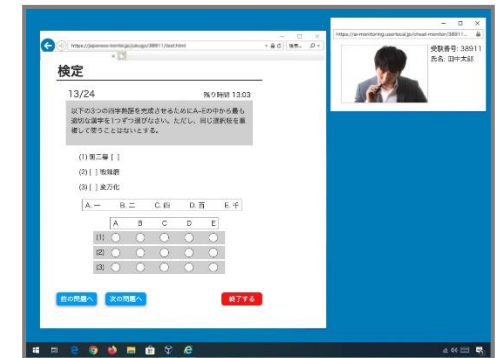 検定
13/24
残り時間 13:03
以下の3つの四字熟語を完成させるためにA-Eの中から最も
適切な漢字を1つずつ選びなさい。ただし、同じ選択肢を重
複して使うことはないとする。
(1) 朝三暮 [ ]
(2) [ ] 戦錬磨
(3) [ ] 変万化
A. 一 B. 二 C. 四 D. 百 E. 千
A B C D E
(1)
(2)
(3)
前の問題へ 次の問題へ 終了する
受験番号: 38911
氏名: 田中太郎